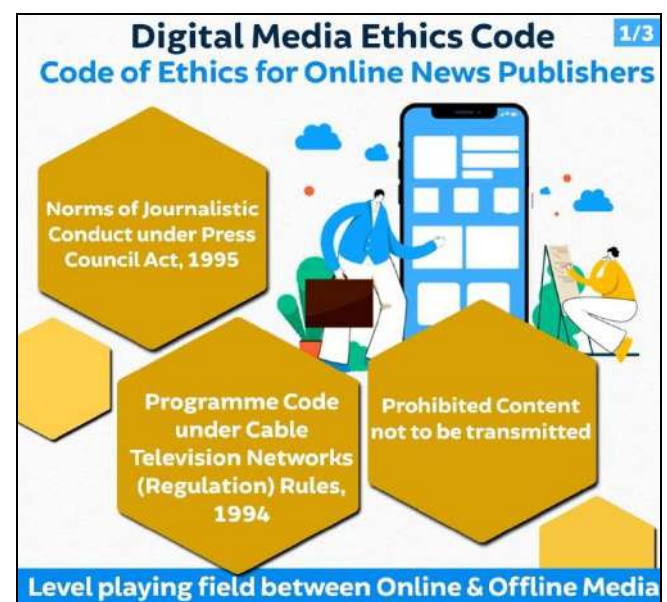 Digital Media Ethics Code
1/3
Code of Ethics for Online News Publishers
Norms of Journalistic
Conduct under Press
Council Act, 1995
Programme Code
under Cable
Television Networks
(Regulation) Rules,
1994
Prohibited Content
not to be transmitted
Level playing field between Online & Offline Media